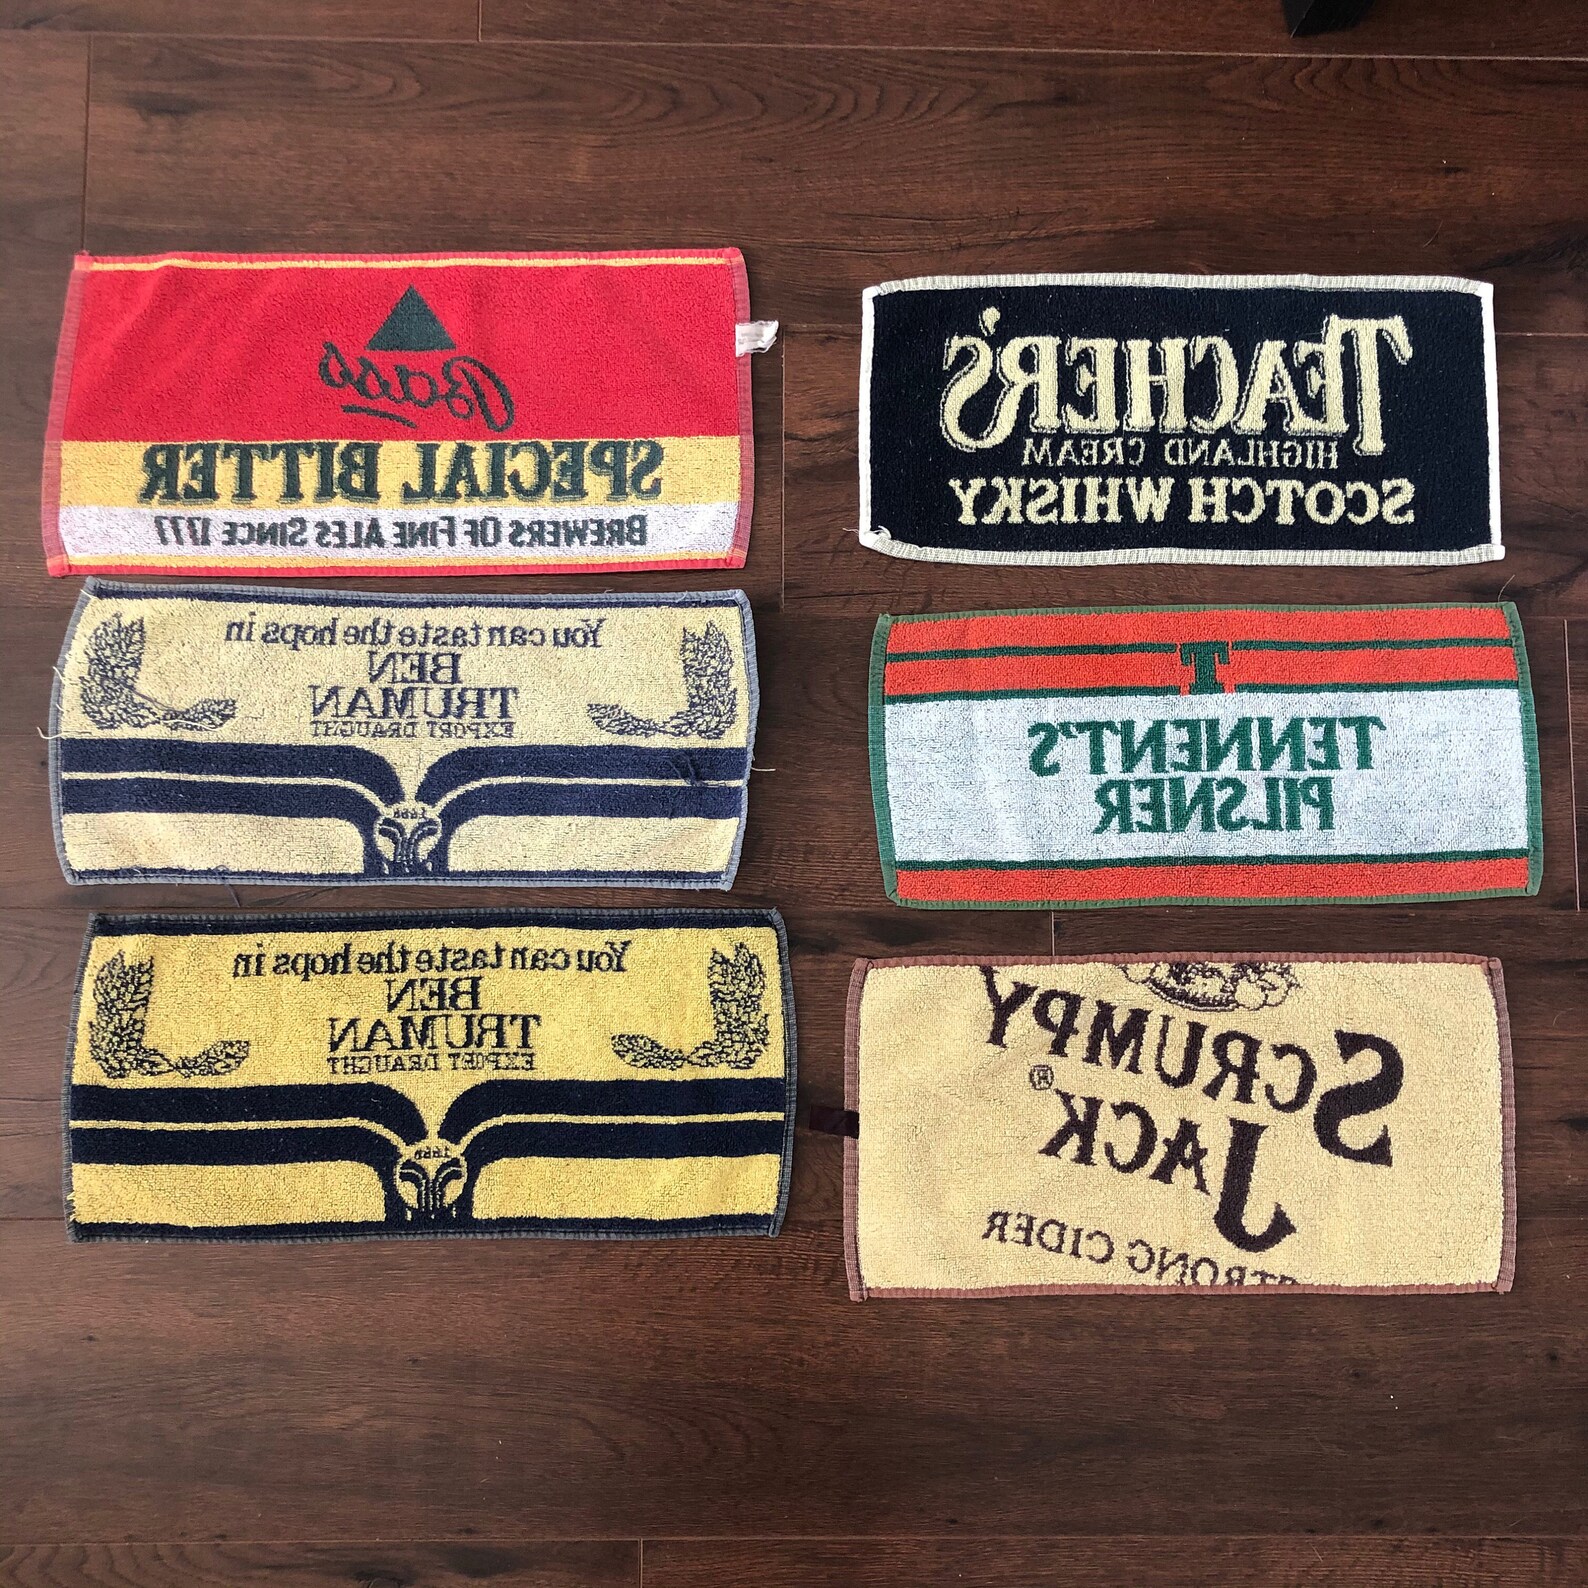 Bass
SPECIAL BITTER
BREWERS OF FINE ALES SINCE 1777
You can taste the hops in
BEN
TRUMAN
EXPORT DRAUGHT
1666
You can taste the hops in
BEN
TRUMAN
EXPORT DRAUGHT
1666
TEACHER'S
HIGHLAND CREAM
SCOTCH WHISKY
T
TENNENT'S
PILSNER
SCRUMPY
JACK®
STRONG CIDER